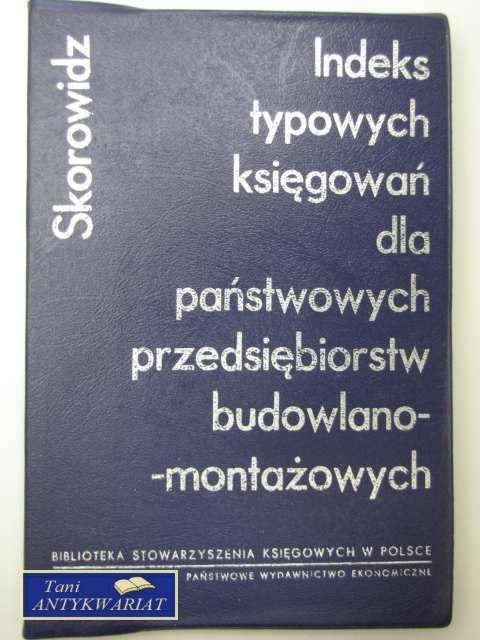 Skorowidz
Indeks
typowych
księgowań
dla
państwowych
przedsiębiorstw
budowlano-
-montażowych
BIBLIOTEKA STOWARZYSZENIA KSIĘGOWYCH W POLSCE
PAŃSTWOWE WYDAWNICTWO EKONOMICZNE
Tani
ANTYKWARIAT